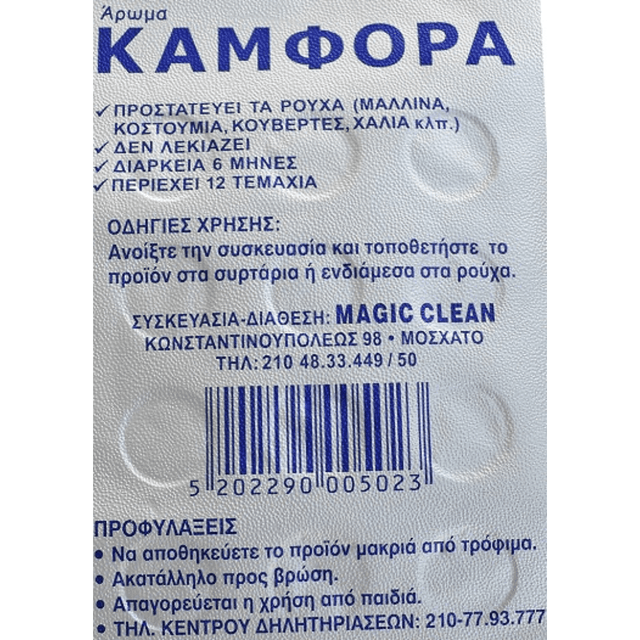 Άρωμα
ΚΑΜΦΟΡΑ
✓ ΠΡΟΣΤΑΤΕΥΕΙ ΤΑ ΡΟΥΧΑ (ΜΑΛΛΙΝΑ,
ΚΟΣΤΟΥΜΙΑ, ΚΟΥΒΕΡΤΕΣ, ΧΑΛΙΑ κλπ.)
✓ ΔΕΝ ΛΕΚΙΑΖΕΙ
✓ ΔΙΑΡΚΕΙΑ 6 ΜΗΝΕΣ
✓ ΠΕΡΙΕΧΕΙ 12 ΤΕΜΑΧΙΑ
ΟΔΗΓΙΕΣ ΧΡΗΣΗΣ:
Ανοίξτε την συσκευασία και τοποθετήστε το
προϊόν στα συρτάρια ή ενδιάμεσα στα ρούχα.
ΣΥΣΚΕΥΑΣΙΑ-ΔΙΑΘΕΣΗ: MAGIC CLEAN
ΚΩΝΣΤΑΝΤΙΝΟΥΠΟΛΕΩΣ 98 • ΜΟΣΧΑΤΟ
ΤΗΛ: 210 48.33.449 / 50
5 202290 005023
ΠΡΟΦΥΛΑΞΕΙΣ
• Να αποθηκεύετε το προϊόν μακριά από τρόφιμα.
• Ακατάλληλο προς βρώση.
• Απαγορεύεται η χρήση από παιδιά.
• ΤΗΛ. ΚΕΝΤΡΟΥ ΔΗΛΗΤΗΡΙΑΣΕΩΝ: 210-77.93.777